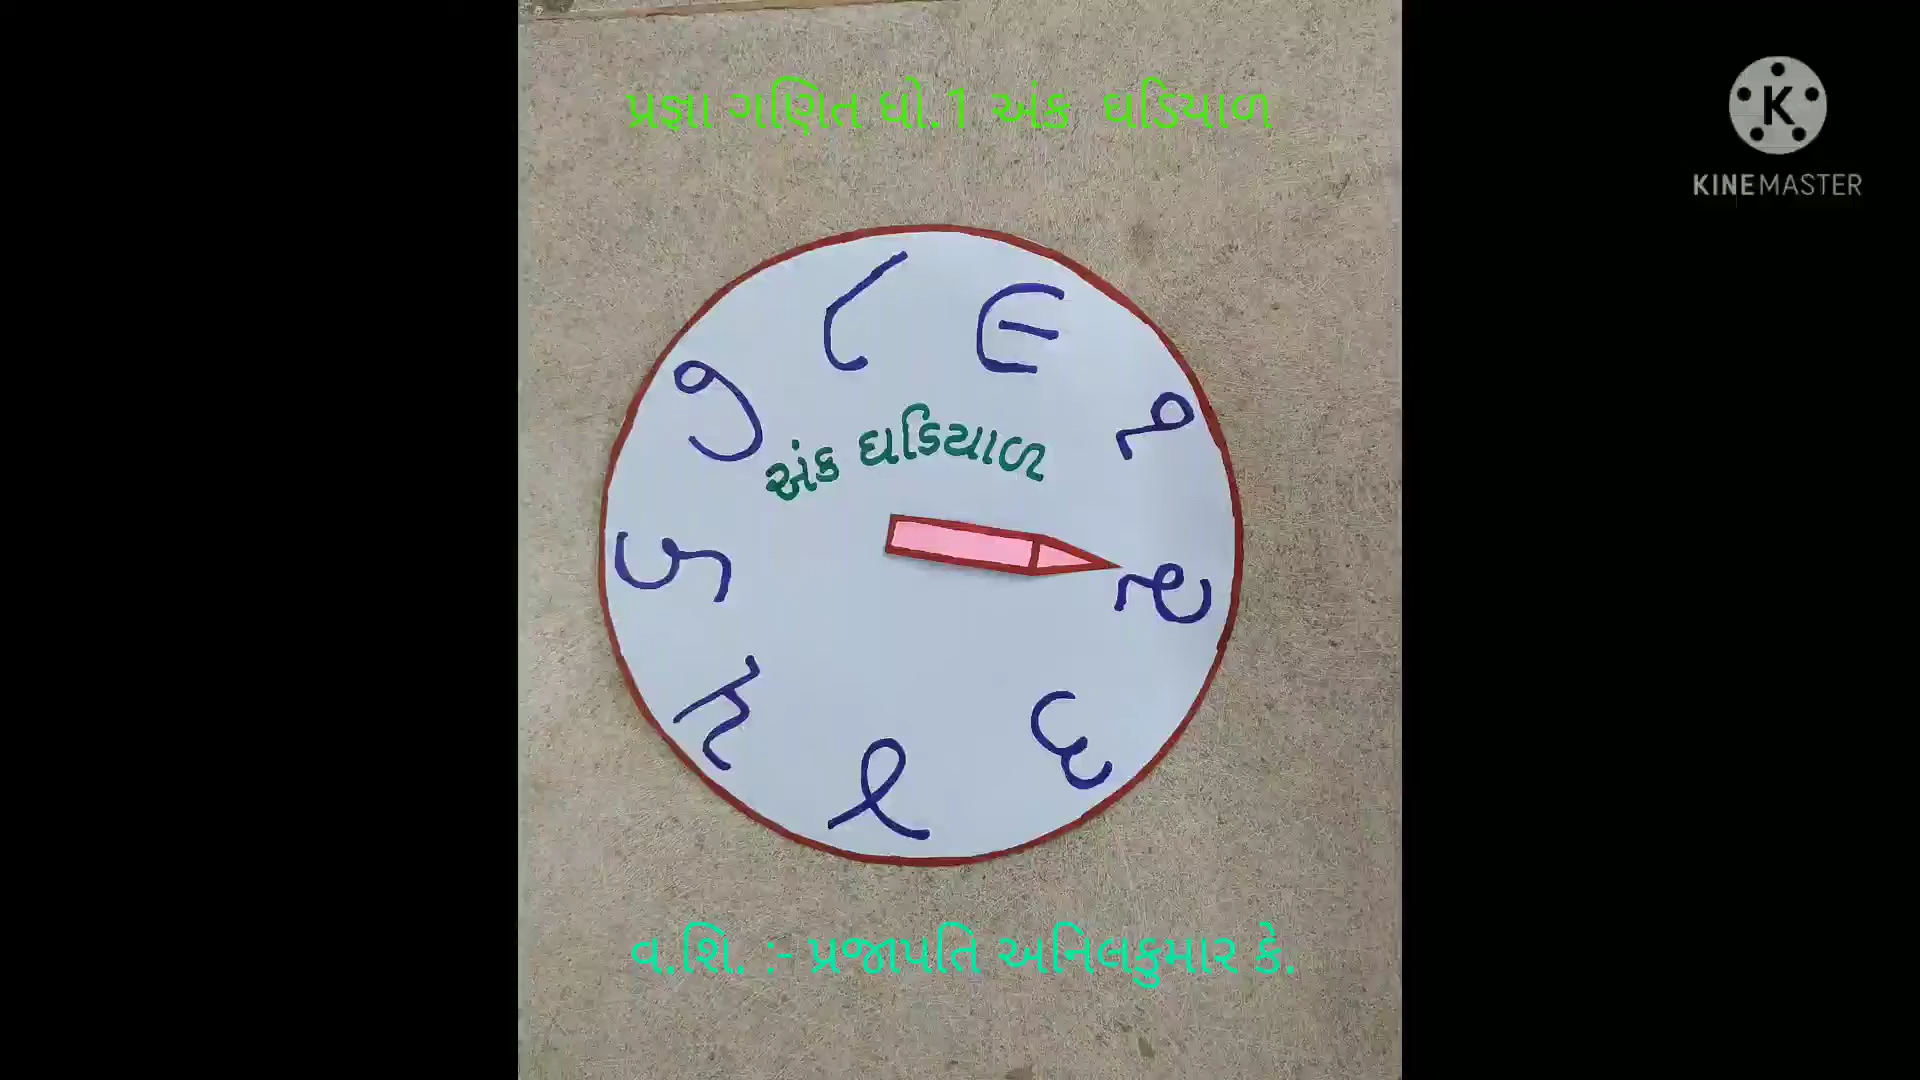 પ્રજ્ઞા ગણિત ધો.1 અંક ઘડિયાળ
K
KINEMASTER
૮
૯
૧
૨
૩
૪
૫
૬
૭
અંક ઘડિયાળ
વ.શિ. :- પ્રજાપતિ અનિલકુમાર કે.